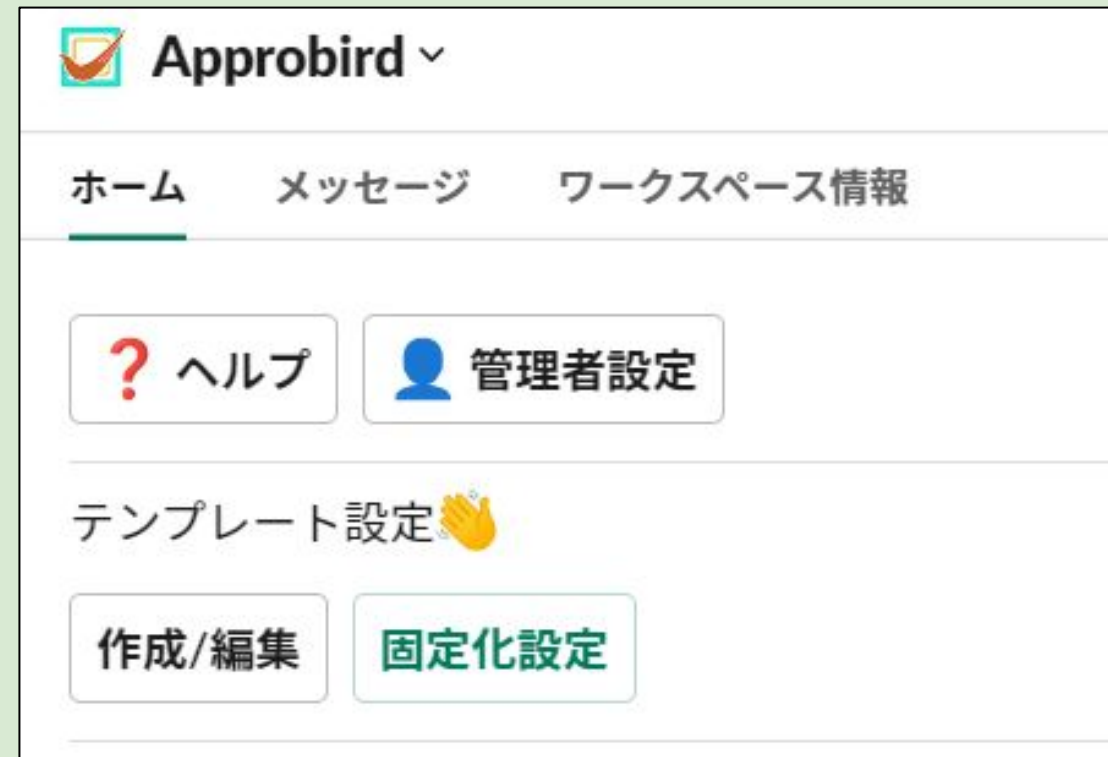 Approbird
ホーム メッセージ ワークスペース情報
❓ ヘルプ 👤 管理者設定
テンプレート設定👋
作成/編集 固定化設定